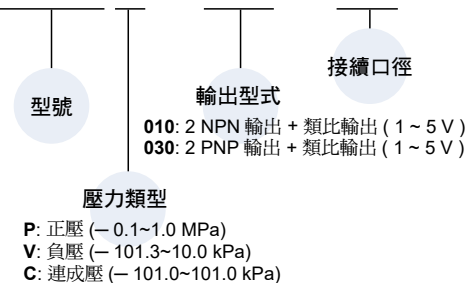 型號
輸出型式
接續口徑
010: 2 NPN 輸出 + 類比輸出 ( 1 ~ 5 V )
030: 2 PNP 輸出 + 類比輸出 ( 1 ~ 5 V )
壓力類型
P: 正壓 (─ 0.1~1.0 MPa)
V: 負壓 (─ 101.3~10.0 kPa)
C: 連成壓 (─ 101.0~101.0 kPa)